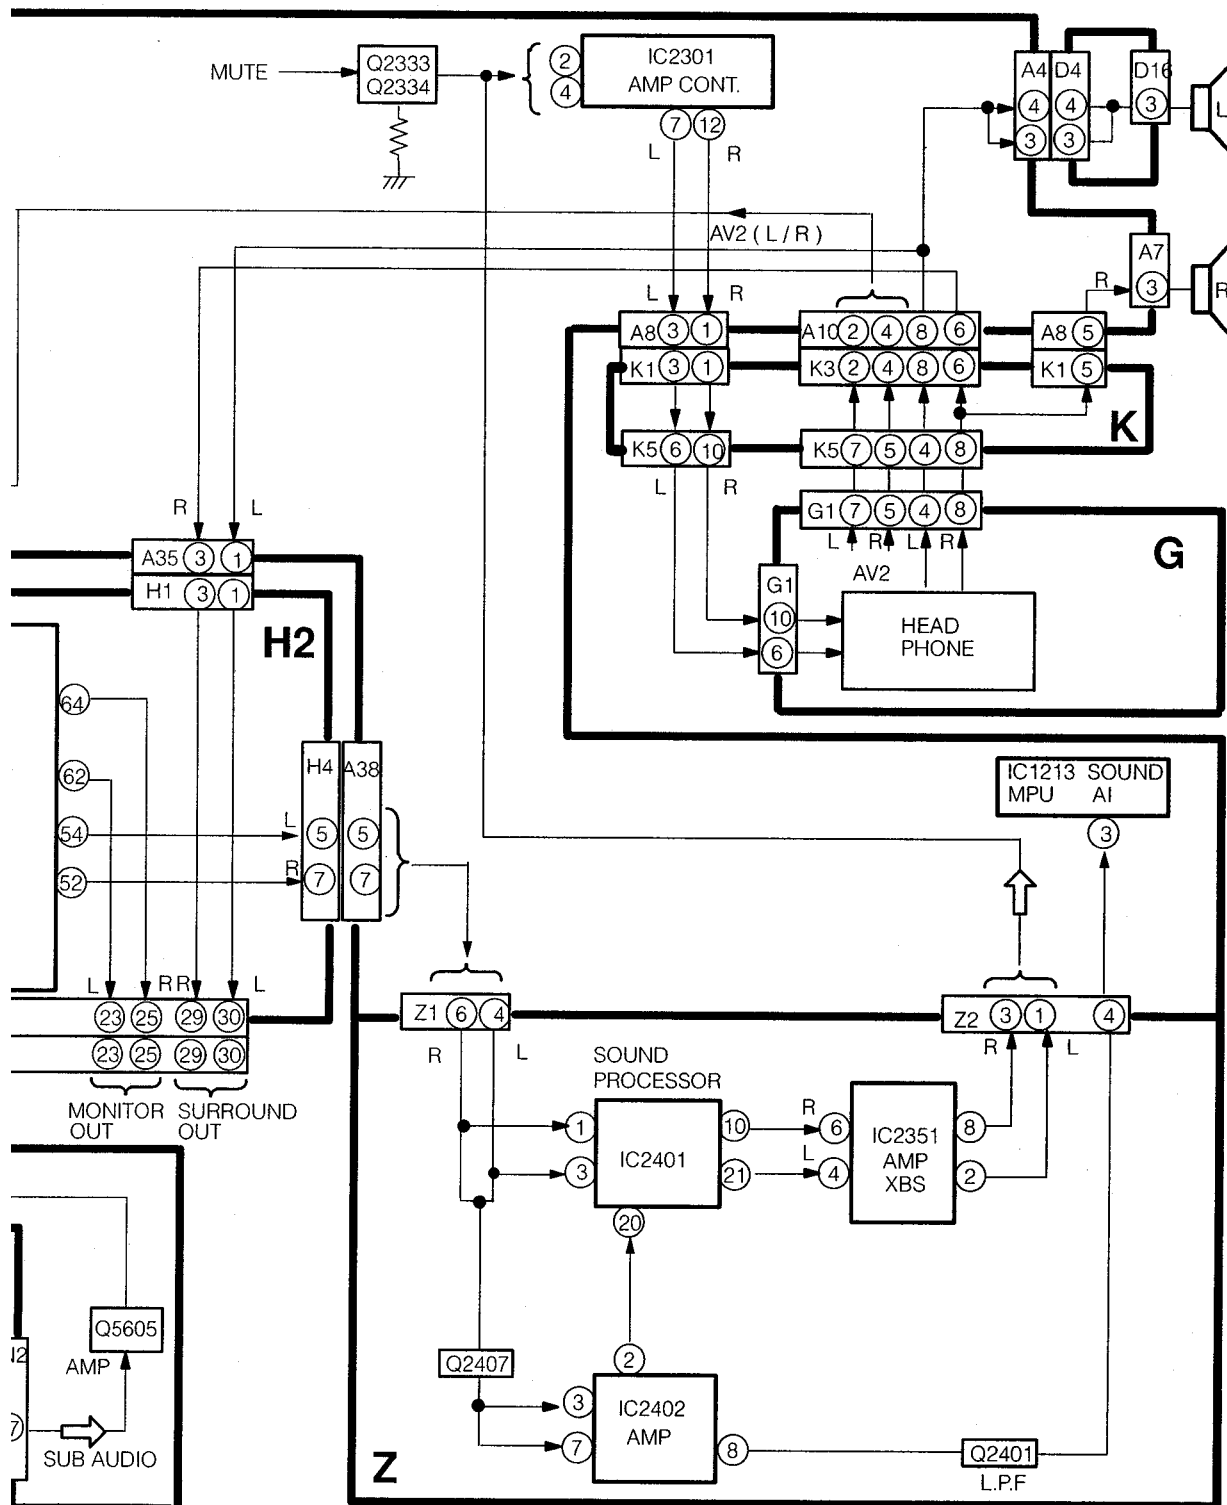 MUTE
Q2333
Q2334
2
4
IC2301
AMP CONT.
7 12
L R
A4 D4 D16
4 4 3
3 3
L
AV2 ( L / R )
A7
3
R
R
L R
A8 3 1
A10 2 4 8 6
A8 5
K1 3 1
K3 2 4 8 6
K1 5
K
K5 6 10
K5 7 5 4 8
L R
G1 7 5 4 8
L R L R
AV2
G
R L
A35 3 1
H1 3 1
H2
G1
10
6
HEAD
PHONE
64
62
54
52
H4 A38
L
5 5
R
7 7
IC1213 SOUND
MPU AI
3
L R R L
23 25 29 30
23 25 29 30
MONITOR
OUT
SURROUND
OUT
Z1 6 4
R L
Z2 3 1 4
R L
SOUND
PROCESSOR
1
3
IC2401
10
21
20
R
L
6
4
IC2351
AMP
XBS
8
2
Q5605
AMP
7
SUB AUDIO
Q2407
2
3
7
IC2402
AMP
8
Q2401
L.P.F
Z